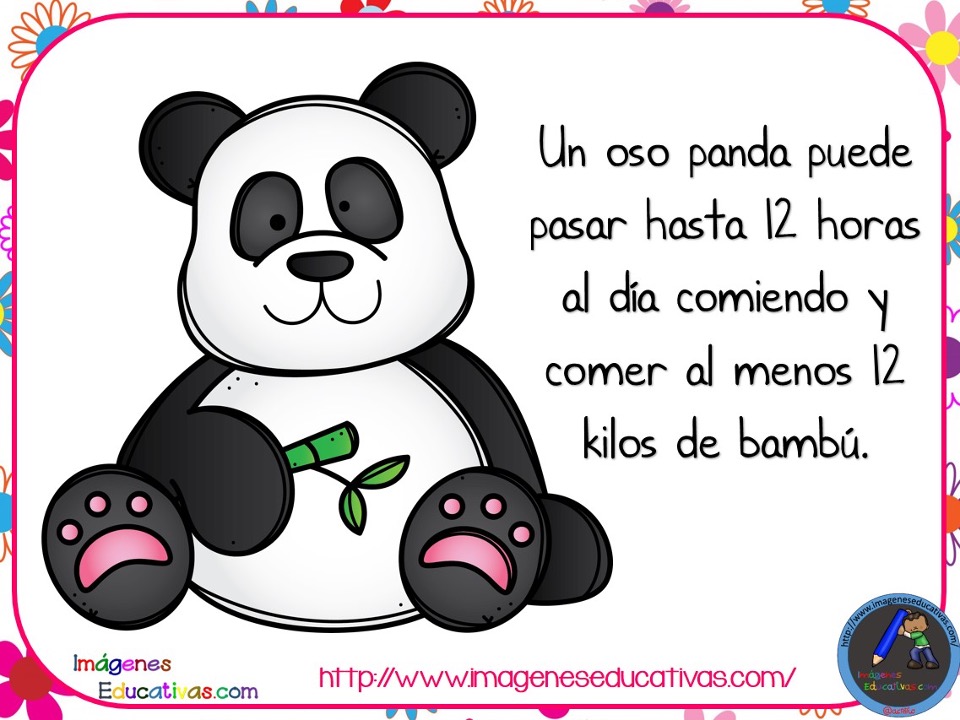 Un oso panda puede
pasar hasta 12 horas
al día comiendo y
comer al menos 12
kilos de bambú.
Imágenes
Educativas.com
http://www.imageneseducativas.com/
http://www.imageneseducativas.com/
Imágenes
Educativas.com